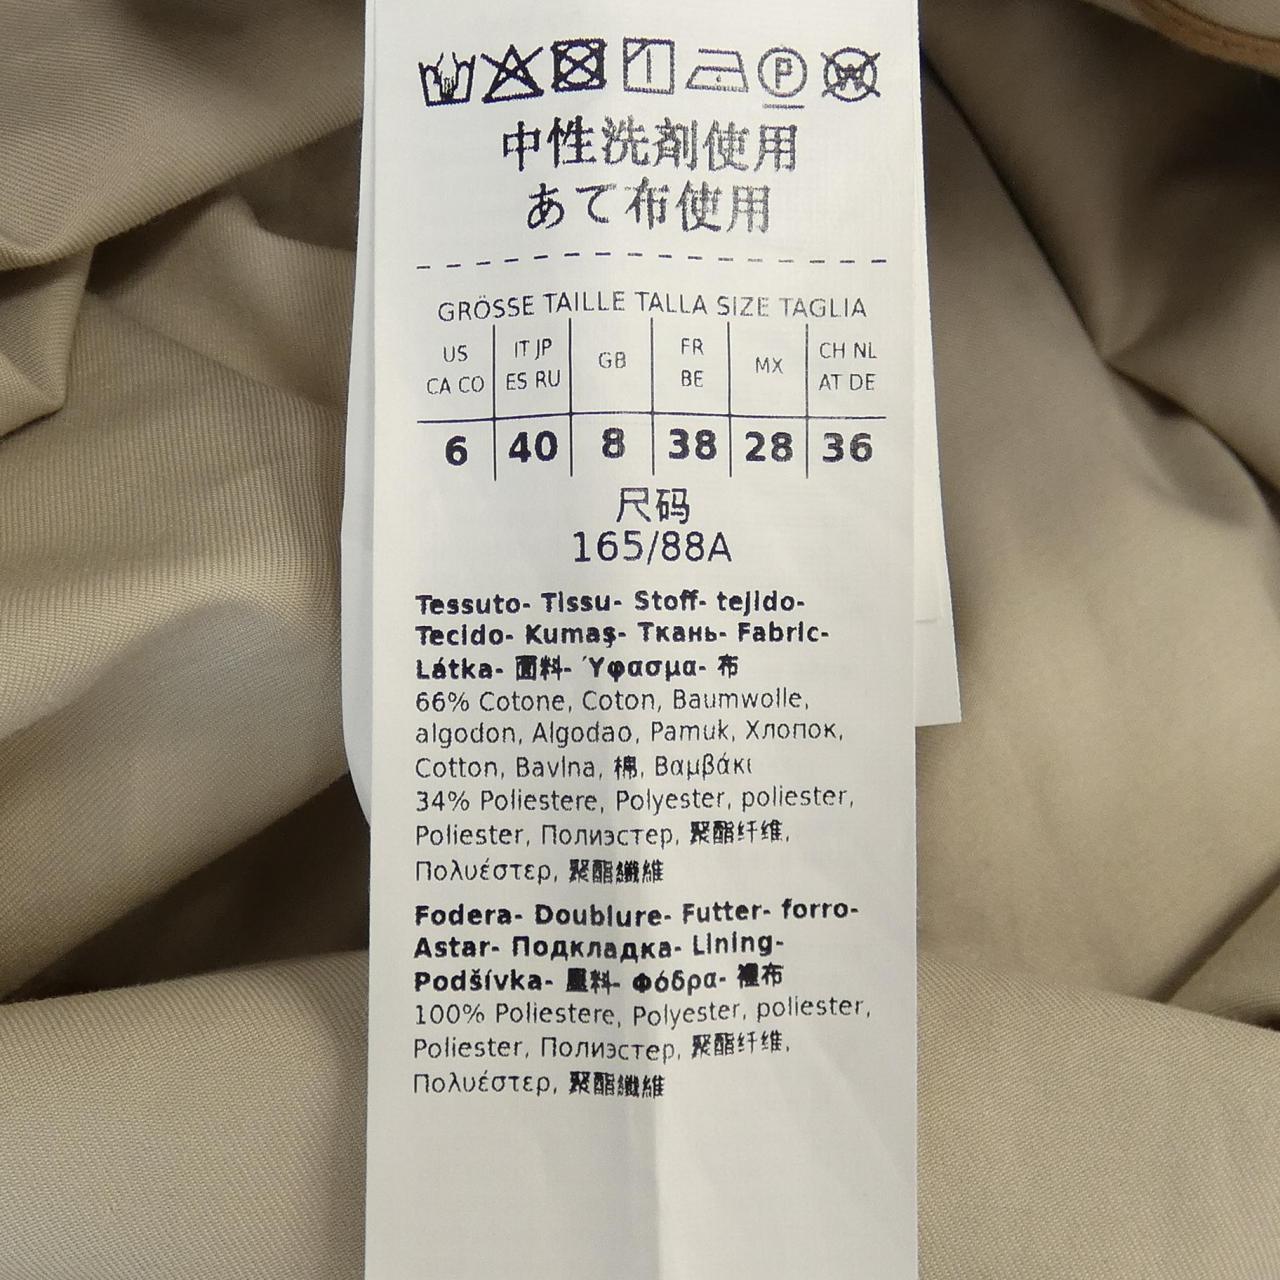 中性洗剤使用
あて布使用
GRÖSSE TAILLE TALLA SIZE TAGLIA
US CA CO IT JP ES RU GB FR BE MX CH NL AT DE
6 40 8 38 28 36
尺码
165/88A
Tessuto- Tissu- Stoff- tejido-
Tecido- Kumaş- Ткань- Fabric-
Látka- 面料- Ύφασμα- 布
66% Cotone, Coton, Baumwolle,
algodon, Algodao, Pamuk, Хлопок,
Cotton, Bavlna, 棉, Βαμβάκι
34% Poliestere, Polyester, poliester,
Poliester, Полиэстер, 聚酯纤维,
Πολυέστερ, 聚酯纖維
Fodera- Doublure- Futter- forro-
Astar- Подкладка- Lining-
Podšívka- 里料- Φόδρα- 裡布
100% Poliestere, Polyester, poliester,
Poliester, Полиэстер, 聚酯纤维,
Πολυέστερ, 聚酯纖維